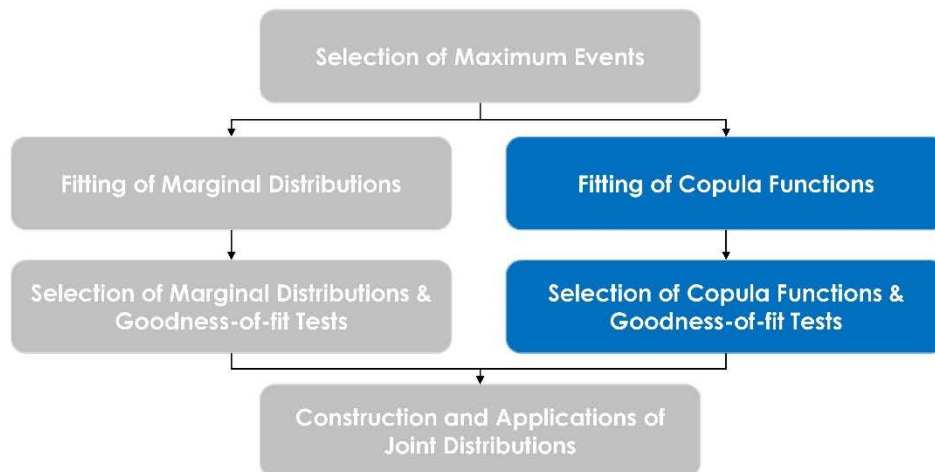 Selection of Maximum Events
Fitting of Marginal Distributions
Fitting of Copula Functions
Selection of Marginal Distributions &
Goodness-of-fit Tests
Selection of Copula Functions &
Goodness-of-fit Tests
Construction and Applications of
Joint Distributions